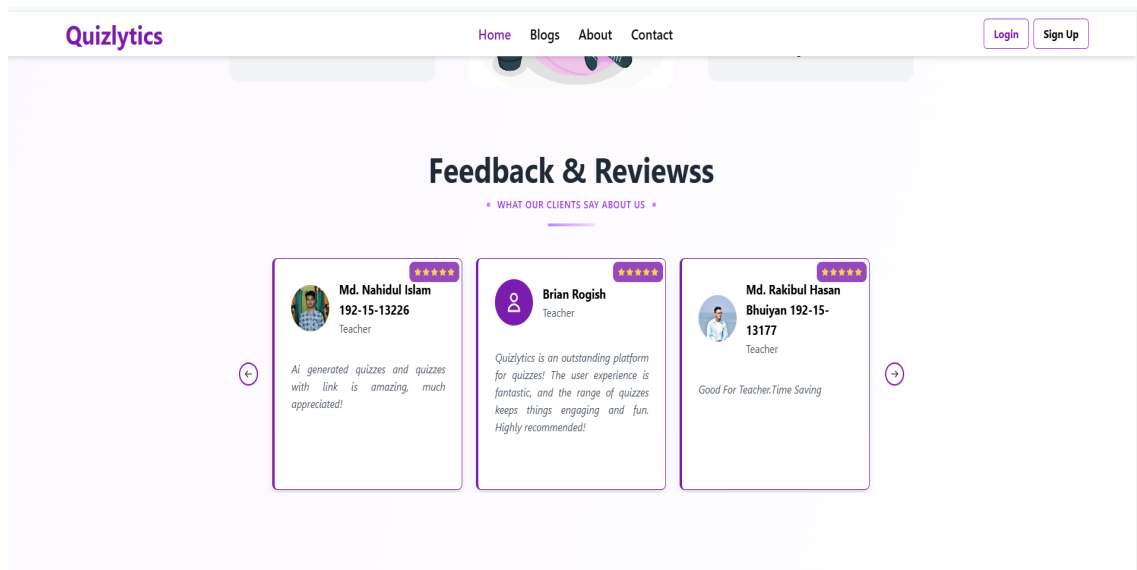 Quizlytics
Home Blogs About Contact
Login Sign Up
Feedback & Reviewss
WHAT OUR CLIENTS SAY ABOUT US
Md. Nahidul Islam
192-15-13226
Teacher
Ai generated quizzes and quizzes
with link is amazing, much
appreciated!
Brian Rogish
Teacher
Quizlytics is an outstanding platform
for quizzes! The user experience is
fantastic, and the range of quizzes
keeps things engaging and fun.
Highly recommended!
Md. Rakibul Hasan
Bhuiyan 192-15-
13177
Teacher
Good For Teacher.Time Saving